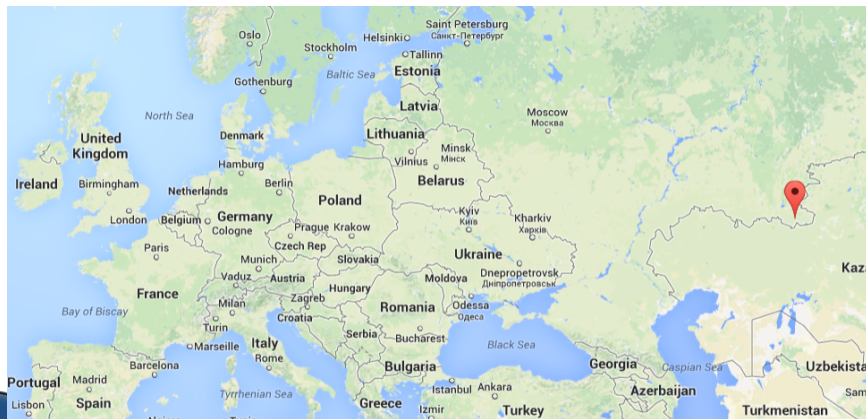 Saint Petersburg
Санкт-Петербург
Oslo
Helsinki
Stockholm
Tallinn
Estonia
Baltic Sea
Gothenburg
Latvia
North Sea
Moscow
Москва
United
Kingdom
Denmark
Lithuania
Minsk
Мінск
Vilnius
Hamburg
Ireland
Birmingham
Belarus
Netherlands
Berlin
Poland
London
Belgium
Germany
Cologne
Kyiv
Київ
Kharkiv
Харків
Prague
Krakow
Paris
Czech Rep
Ukraine
Munich
Slovakia
Kaza
Vaduz
Austria
Moldova
Dnepropetrovsk
Дніпропетровськ
France
Hungary
Milan
Zagreb
Romania
Odessa
Одеса
Bay of Biscay
Turin
Croatia
Serbia
Bucharest
Marseille
Italy
Black Sea
Barcelona
Rome
Bulgaria
Georgia
Caspian Sea
Uzbekista
Portugal
Madrid
Tyrrhenian Sea
Istanbul
Ankara
Azerbaijan
Sam
Lisbon
Spain
Greece
Izmir
Turkey
Turkmenistan